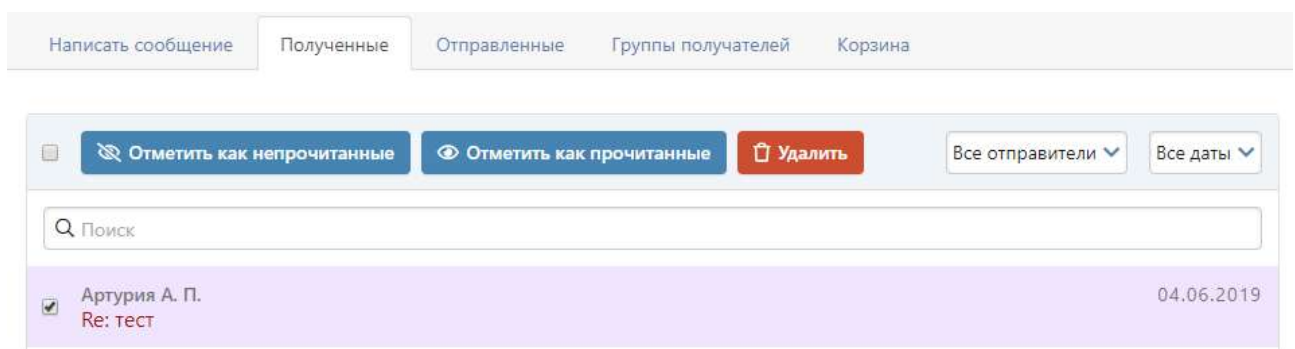 Написать сообщение Полученные Отправленные Группы получателей Корзина
Отметить как непрочитанные Отметить как прочитанные Удалить Все отправители Все даты
Поиск
Артурия А. П. 04.06.2019
Re: тест